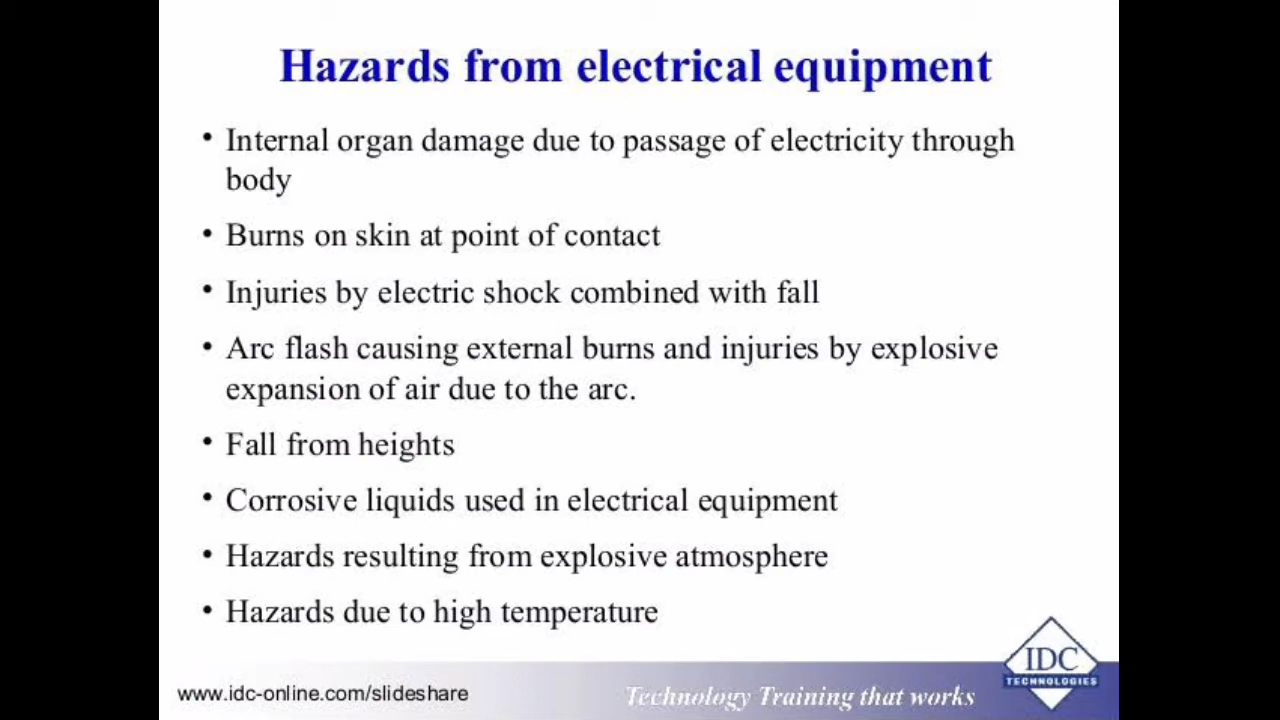 Hazards from electrical equipment
• Internal organ damage due to passage of electricity through
body
• Burns on skin at point of contact
• Injuries by electric shock combined with fall
• Arc flash causing external burns and injuries by explosive
expansion of air due to the arc.
• Fall from heights
• Corrosive liquids used in electrical equipment
• Hazards resulting from explosive atmosphere
• Hazards due to high temperature
www.idc-online.com/slideshare
Technology Training that works
IDC
TECHNOLOGIES